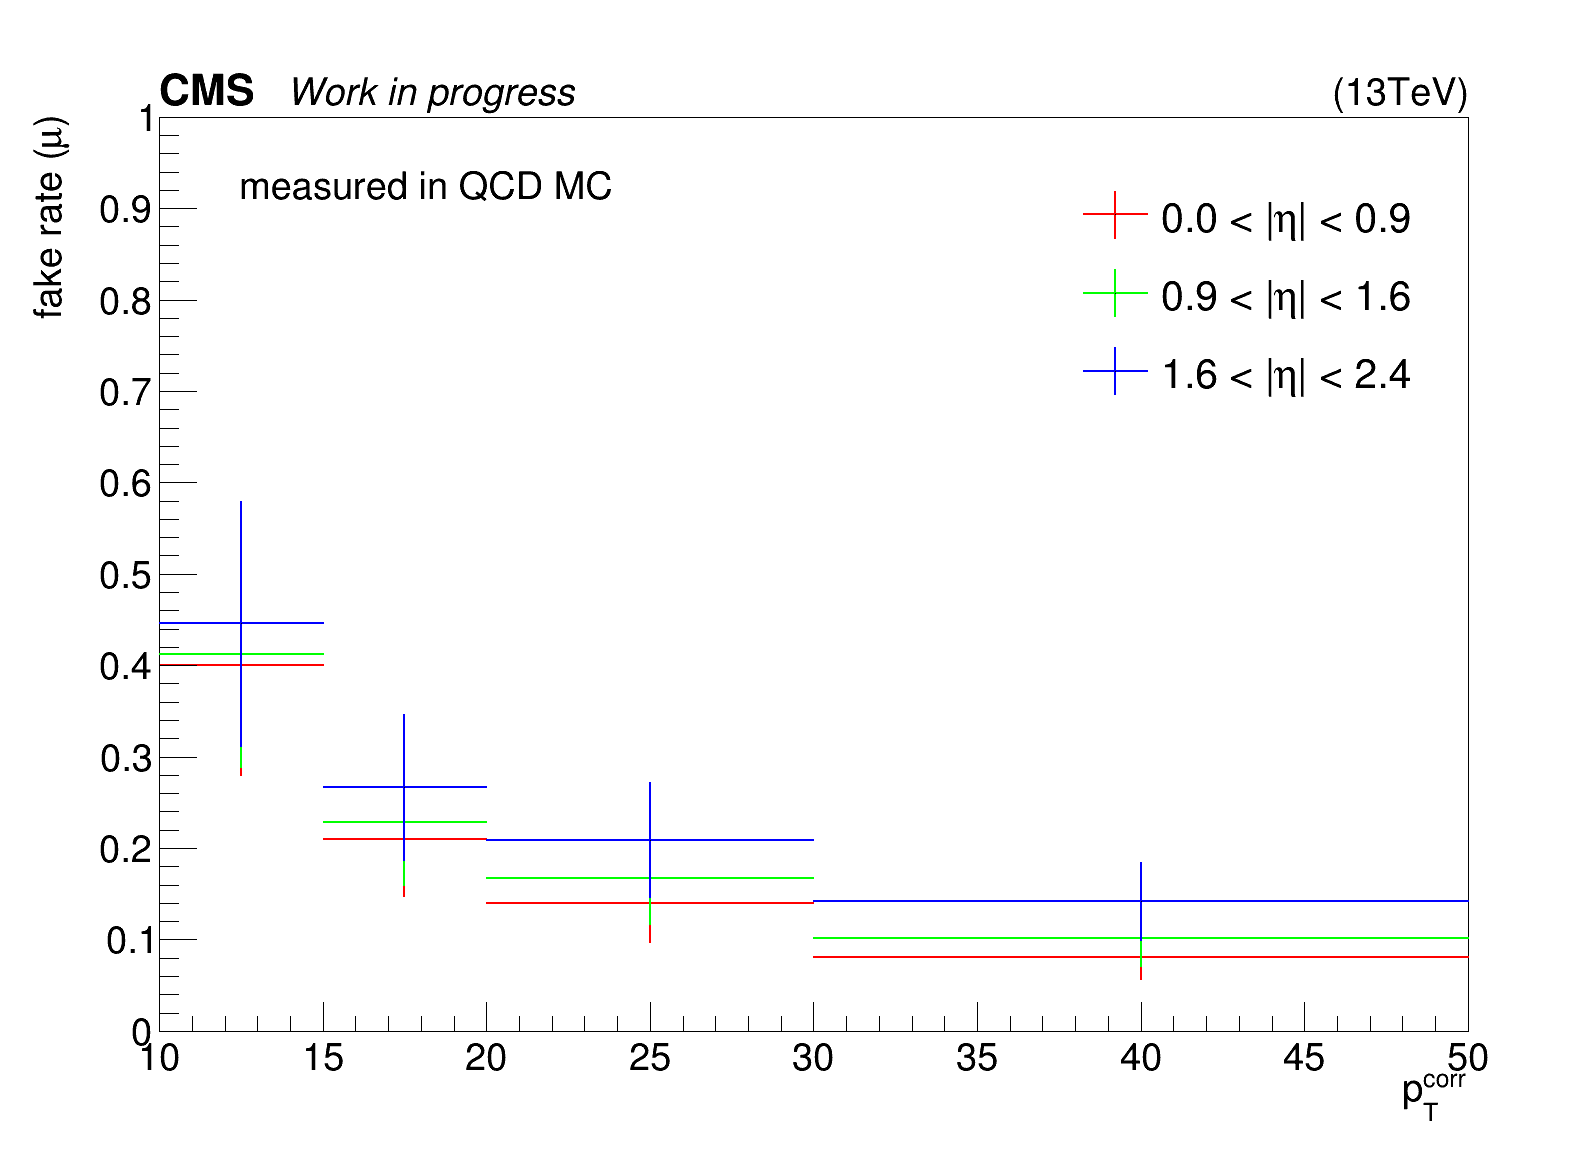 CMS Work in progress (13TeV)
fake rate (μ)
measured in QCD MC
0.0 < |η| < 0.9
0.9 < |η| < 1.6
1.6 < |η| < 2.4
1
0.9
0.8
0.7
0.6
0.5
0.4
0.3
0.2
0.1
0
10 15 20 25 30 35 40 45 50
p_T^corr